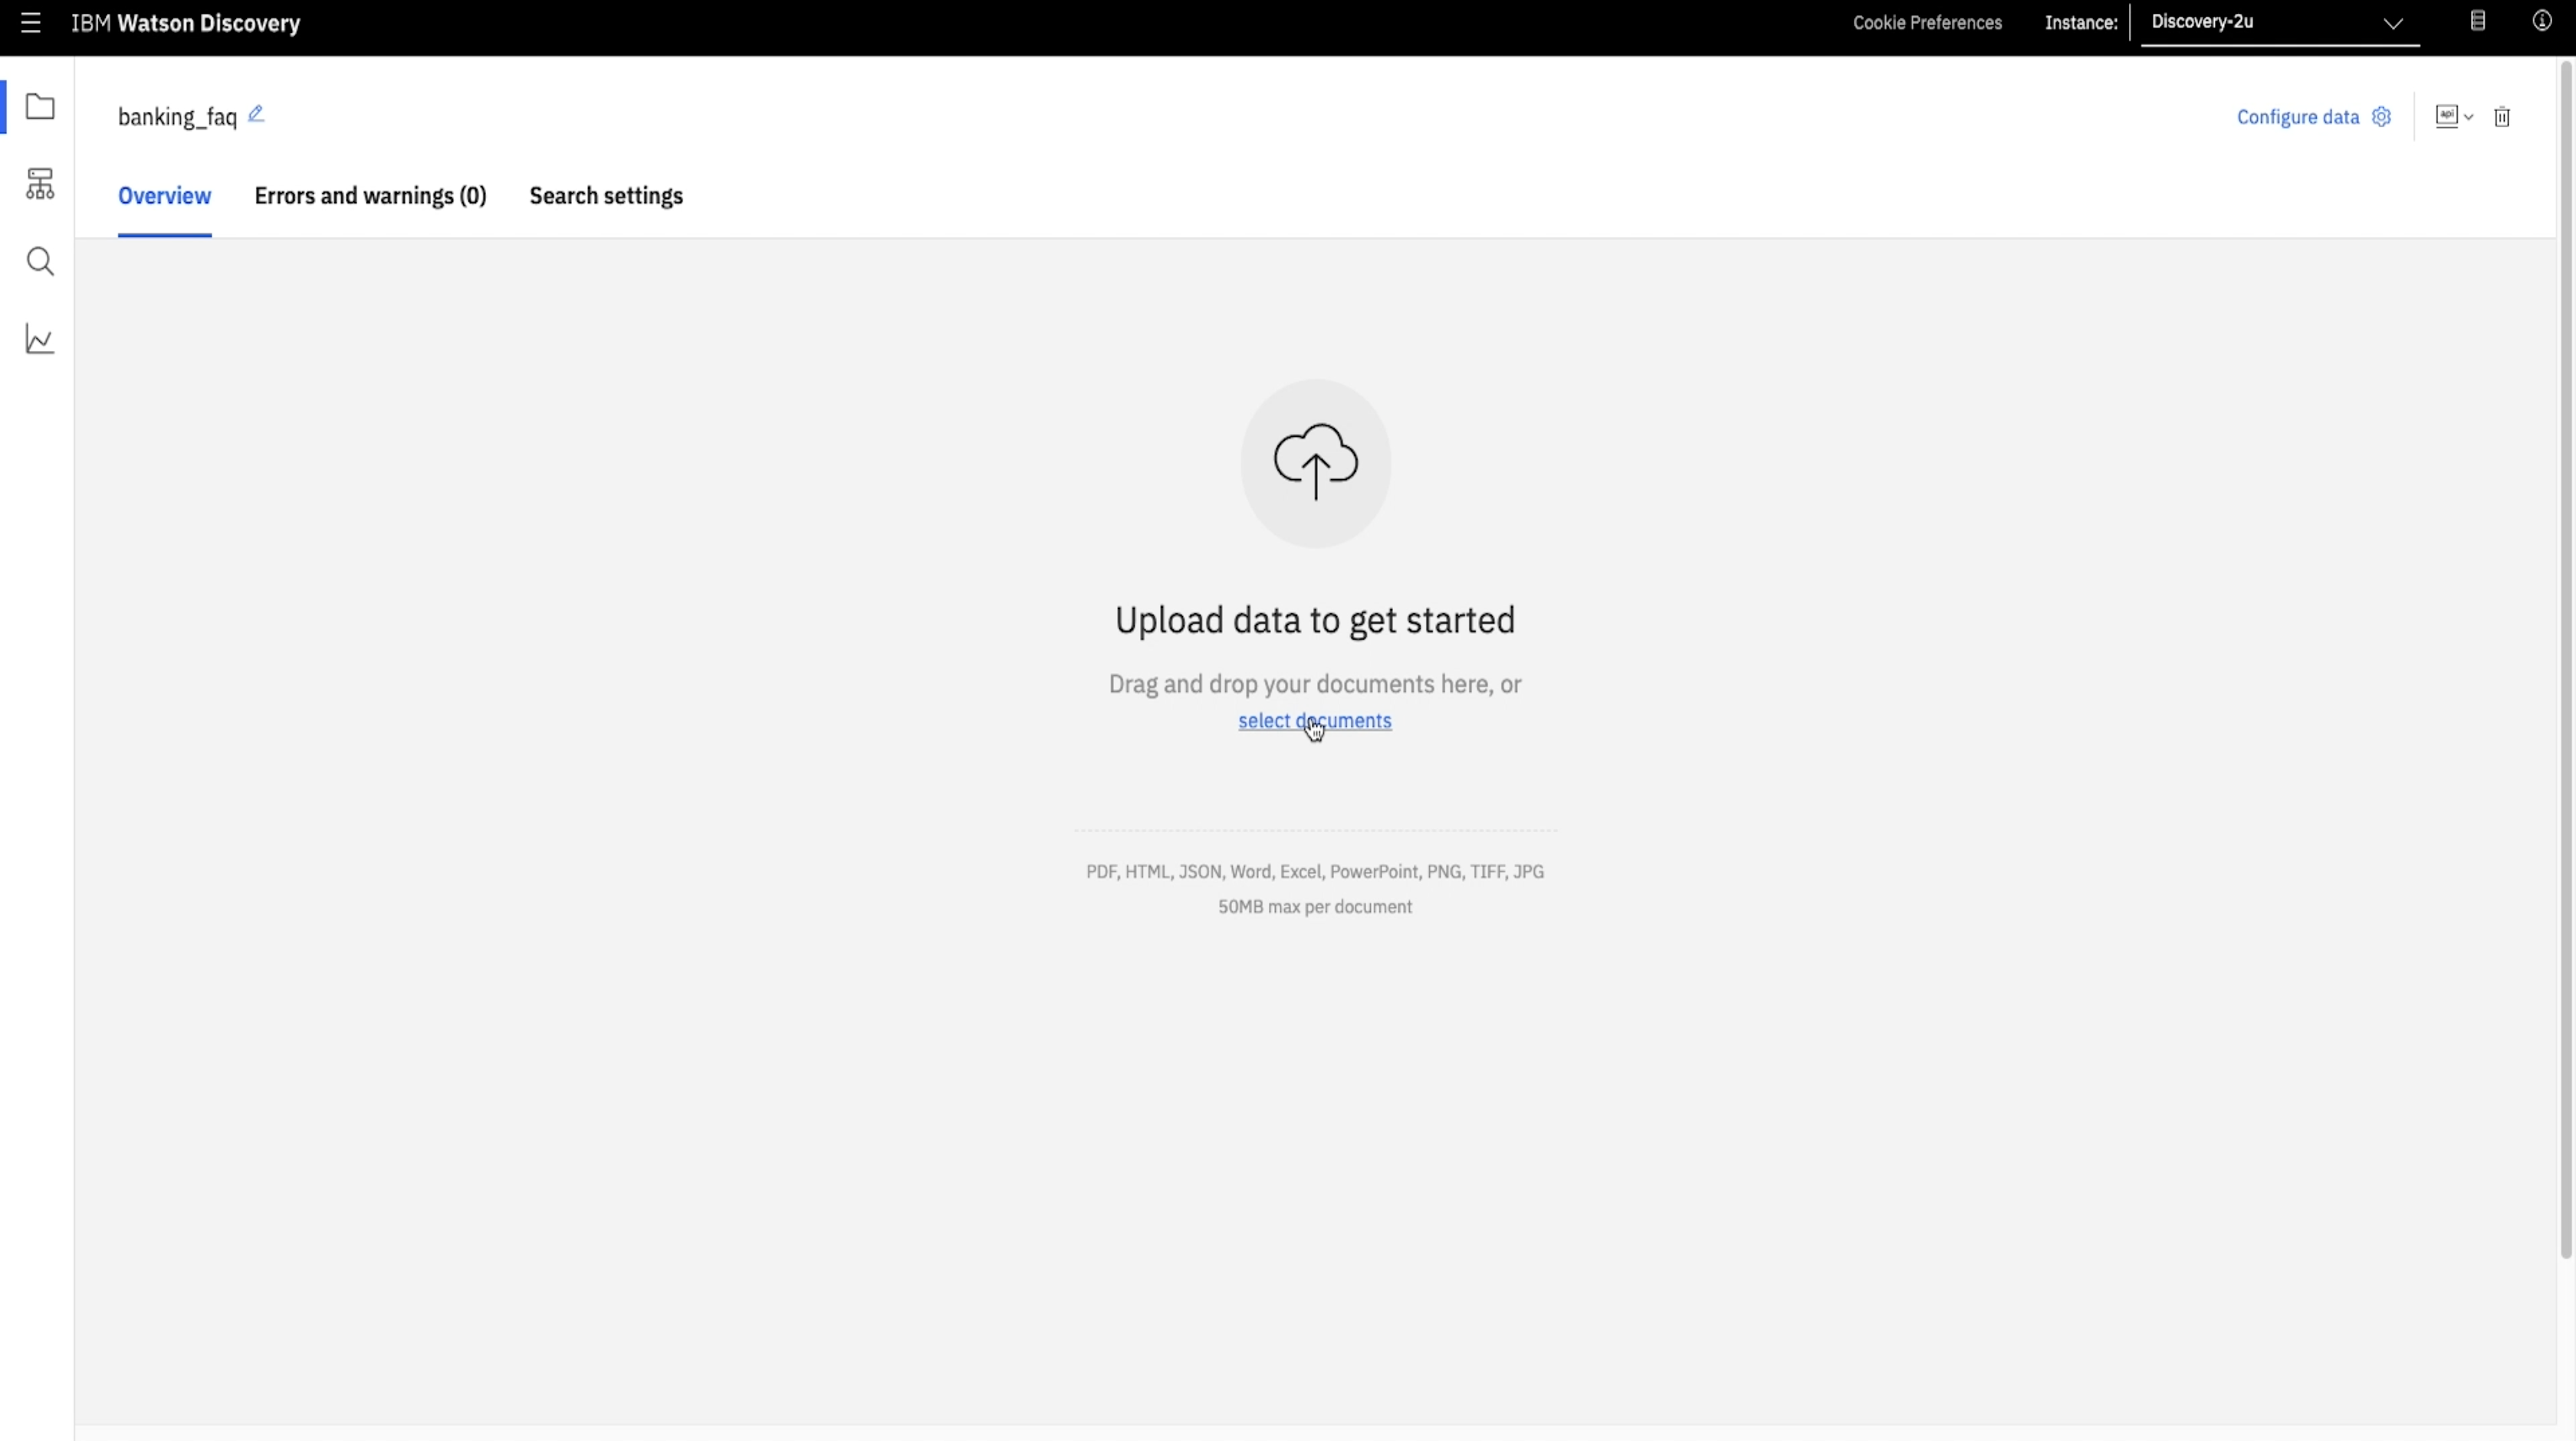 IBM Watson Discovery
Cookie Preferences
Instance:
Discovery-2u
banking_faq
Configure data
api
Overview
Errors and warnings (0)
Search settings
Upload data to get started
Drag and drop your documents here, or
select documents
PDF, HTML, JSON, Word, Excel, PowerPoint, PNG, TIFF, JPG
50MB max per document